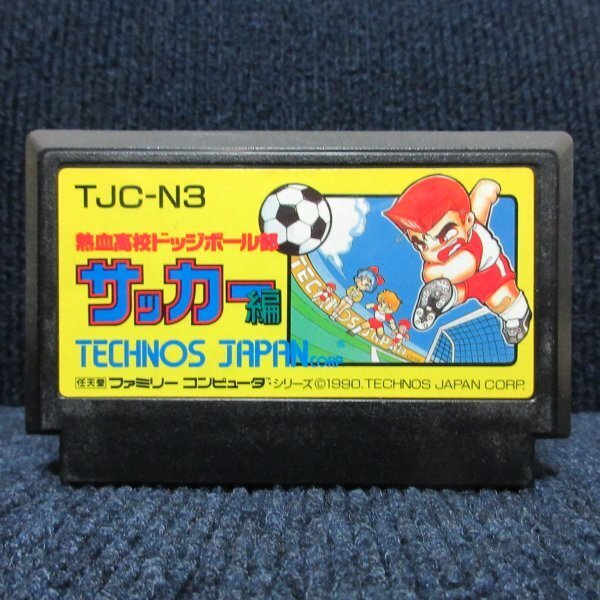 TJC-N3
熱血高校ドッジボール部
サッカー編
TECHNOS JAPAN CORP.®
任天堂 ファミリー コンピュータ シリーズ©1990. TECHNOS JAPAN CORP.
TECHNOS JAPAN